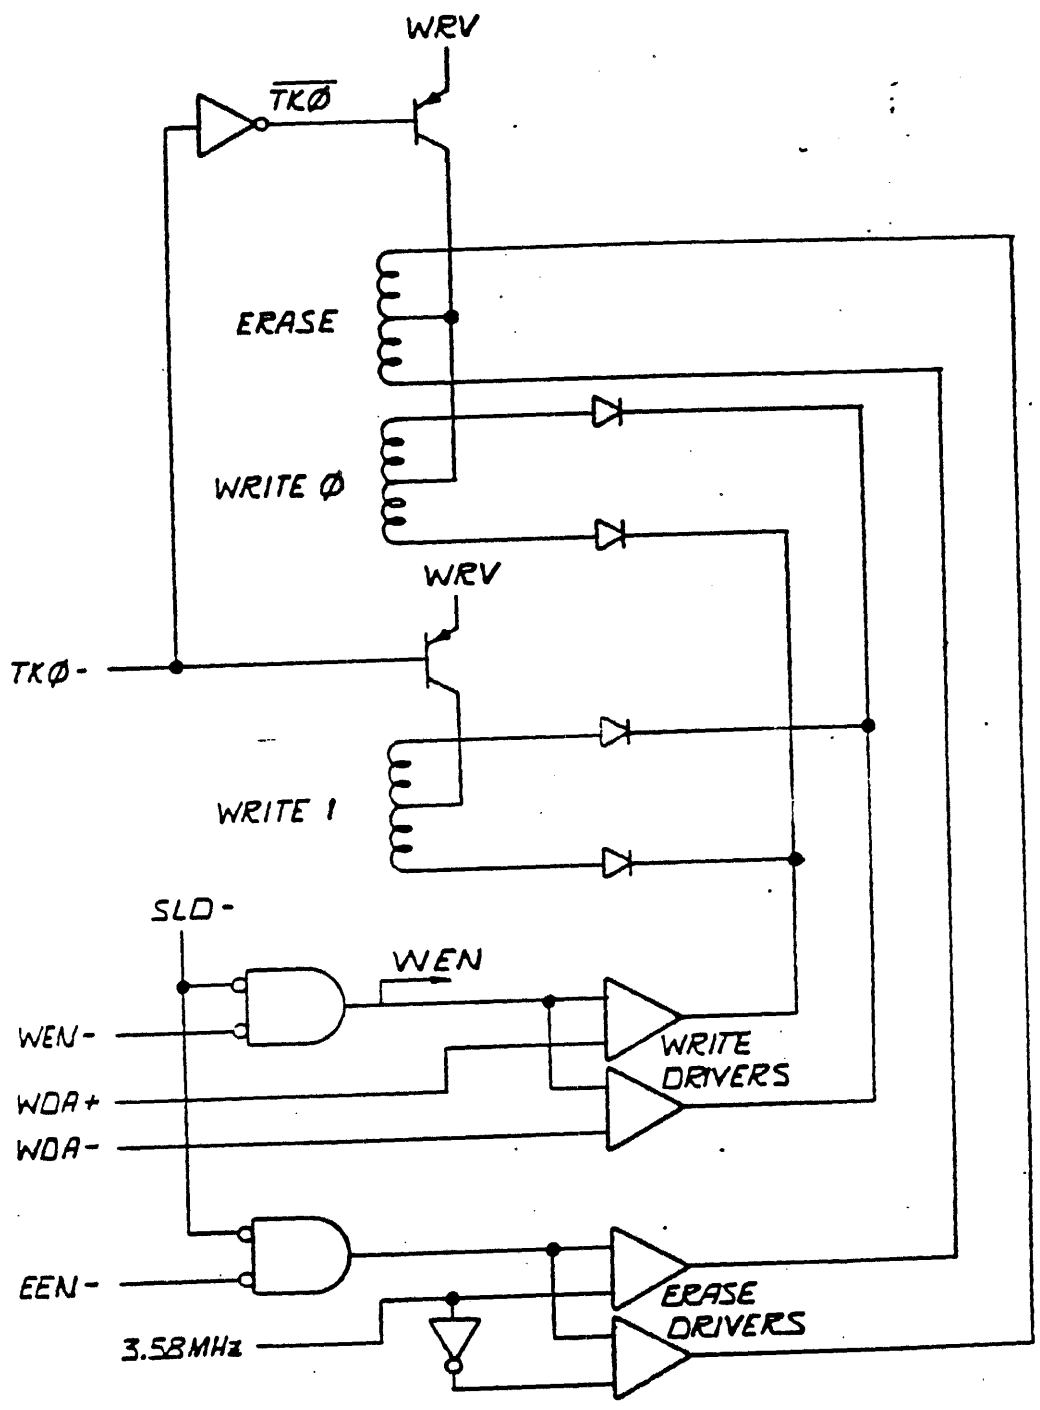 WRV
TKØ
ERASE
WRITE Ø
WRV
TKØ-
WRITE 1
SLD-
WEN
WEN-
WRITE
DRIVERS
WDA+
WDA-
EEN-
ERASE
DRIVERS
3.58MHz